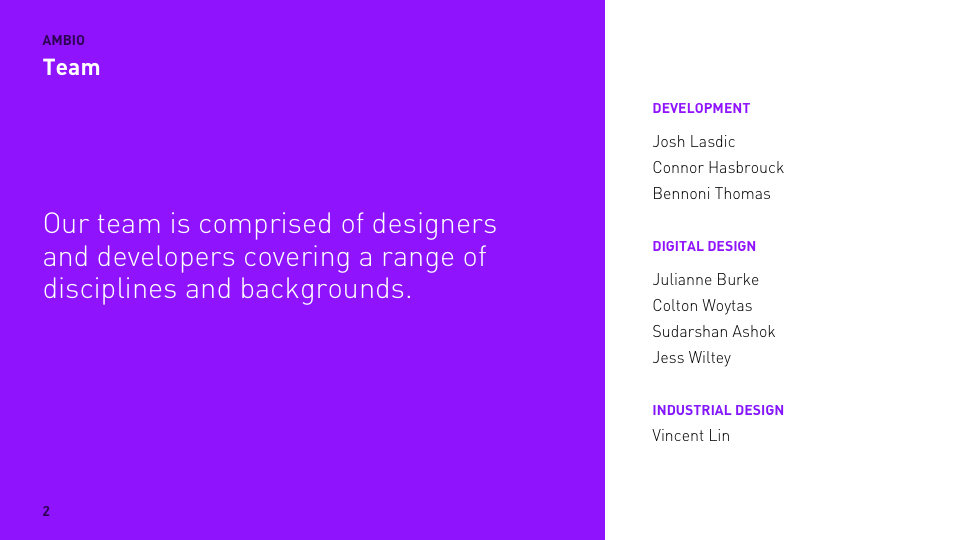 AMBIO
Team
Our team is comprised of designers
and developers covering a range of
disciplines and backgrounds.
2
DEVELOPMENT
Josh Lasdic
Connor Hasbrouck
Bennoni Thomas
DIGITAL DESIGN
Julianne Burke
Colton Woytas
Sudarshan Ashok
Jess Wiltey
INDUSTRIAL DESIGN
Vincent Lin